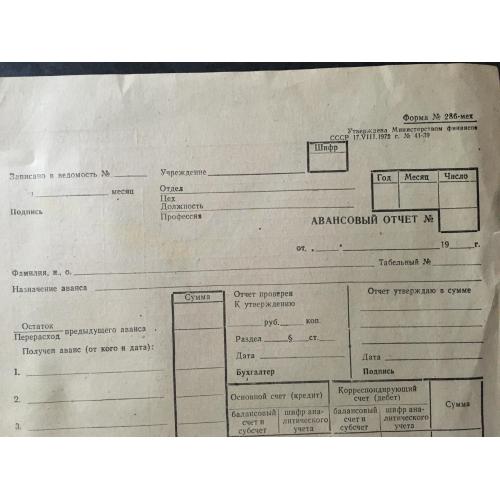 Форма № 286-мех
Утверждена Министерством финансов
СССР 17.VIII.1972 г. № 41-39
Шифр
Записано в ведомость № Учреждение
месяц Отдел
Цех
Подпись Должность
Профессия
Год Месяц Число
АВАНСОВЫЙ ОТЧЕТ №
от „ “ 19 г.
Фамилия, и., о. Табельный №
Назначение аванса
Сумма
Остаток
Перерасход предыдущего аванса
Получен аванс (от кого и дата):
1.
2.
3.
Отчет проверен
К утверждению
руб. коп.
Раздел § ст.
Дата
Бухгалтер
Отчет утверждаю в сумме
Дата
Подпись
Основной счет (кредит) Корреспондирующий счет (дебет) Сумма
балансовый счет и субсчет шифр ана-литического учета балансовый счет и субсчет шифр ана-литического учета